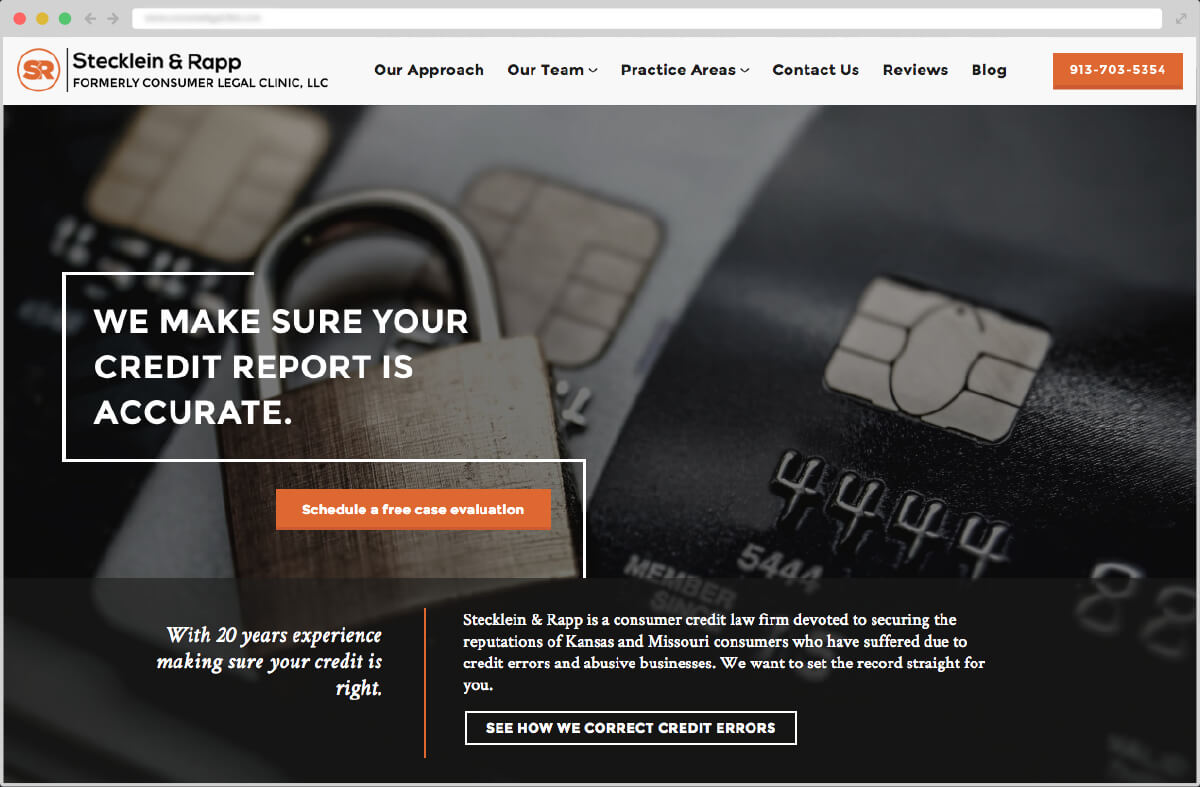 SR
Stecklein & Rapp
FORMERLY CONSUMER LEGAL CLINIC, LLC
Our Approach Our Team Practice Areas Contact Us Reviews Blog
913-703-5354
WE MAKE SURE YOUR
CREDIT REPORT IS
ACCURATE.
Schedule a free case evaluation
4444
5444
MEMBER
SINCE
88
With 20 years experience
making sure your credit is
right.
Stecklein & Rapp is a consumer credit law firm devoted to securing the
reputations of Kansas and Missouri consumers who have suffered due to
credit errors and abusive businesses. We want to set the record straight for
you.
SEE HOW WE CORRECT CREDIT ERRORS
VALID